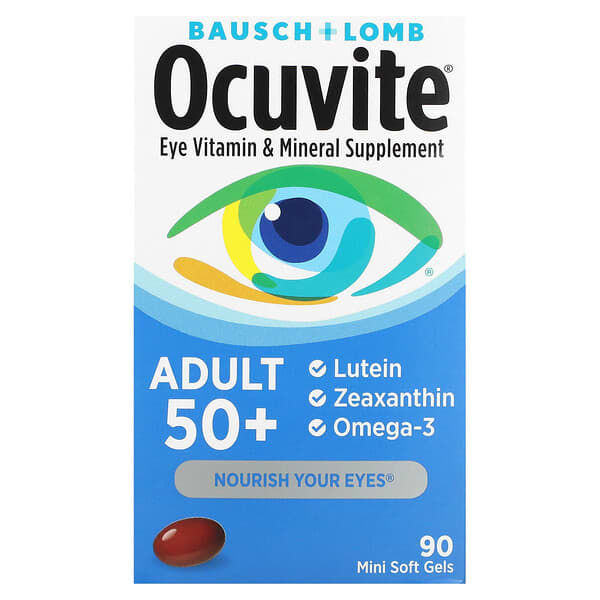 BAUSCH + LOMB
Ocuvite®
Eye Vitamin & Mineral Supplement
®
ADULT
50+
Lutein
Zeaxanthin
Omega-3
NOURISH YOUR EYES®
90
Mini Soft Gels